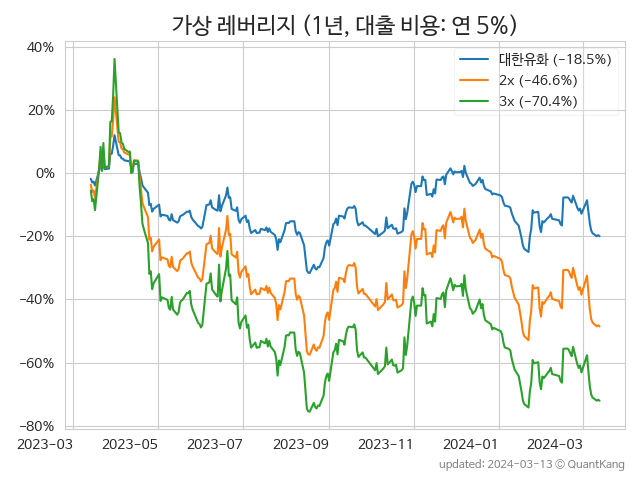 가상 레버리지 (1년, 대출 비용: 연 5%)
대한유화 (−18.5%)
2x (−46.6%)
3x (−70.4%)
40%
20%
0%
−20%
−40%
−60%
−80%
2023-03 2023-05 2023-07 2023-09 2023-11 2024-01 2024-03
updated: 2024-03-13 © QuantKang